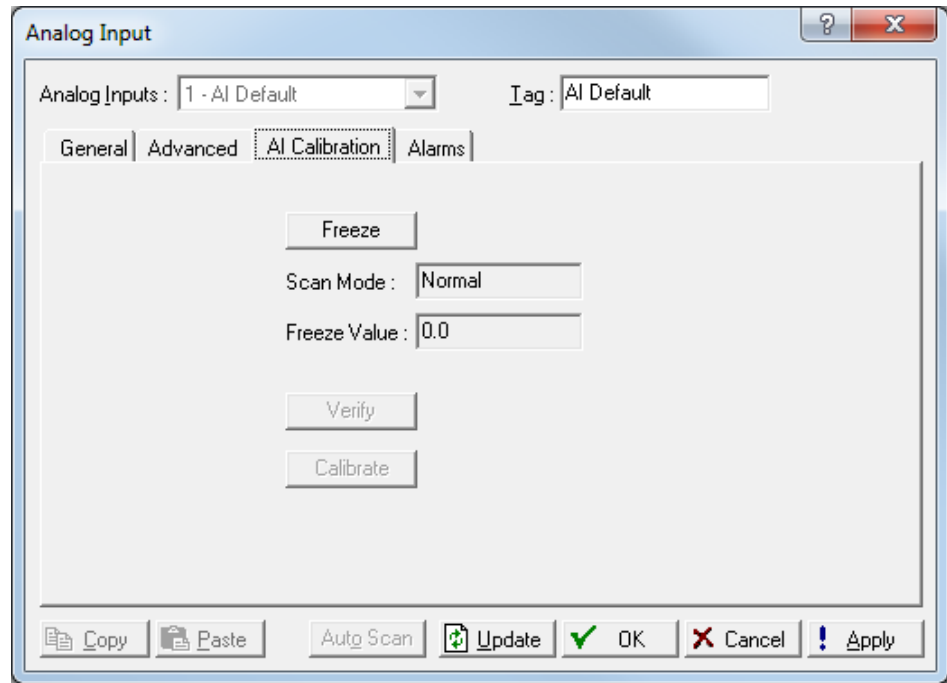 Analog Input
Analog Inputs : 1 - AI Default Tag : AI Default
General Advanced AI Calibration Alarms
Freeze
Scan Mode : Normal
Freeze Value : 0.0
Verify
Calibrate
Copy Paste Auto Scan Update OK Cancel Apply